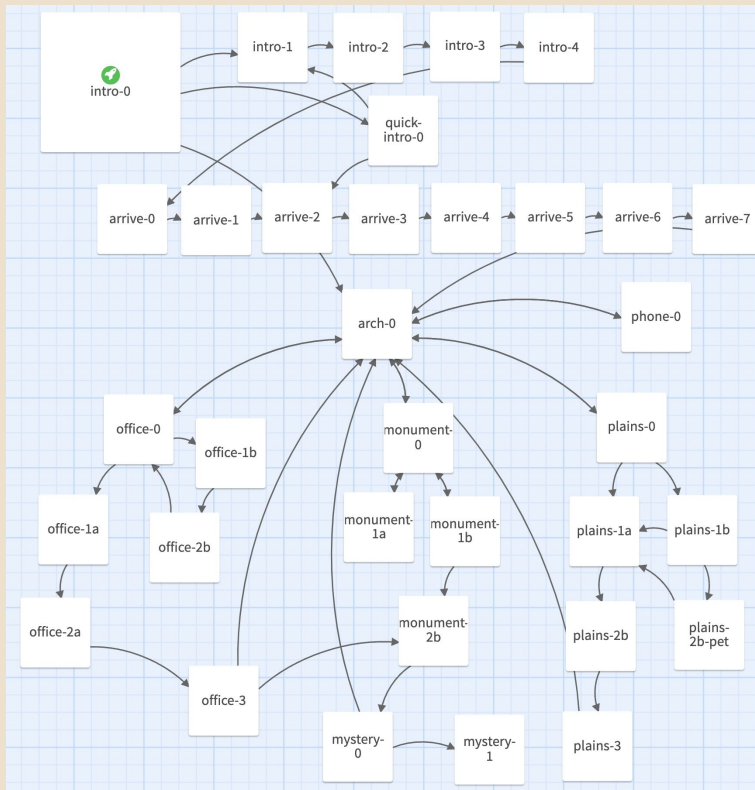 intro-0
intro-1
intro-2
intro-3
intro-4
quick-
intro-0
arrive-0
arrive-1
arrive-2
arrive-3
arrive-4
arrive-5
arrive-6
arrive-7
arch-0
phone-0
office-0
office-1b
monument-
0
plains-0
office-1a
office-2b
monument-
1a
monument-
1b
plains-1a
plains-1b
office-2a
monument-
2b
plains-2b
plains-
2b-pet
office-3
mystery-
0
mystery-
1
plains-3